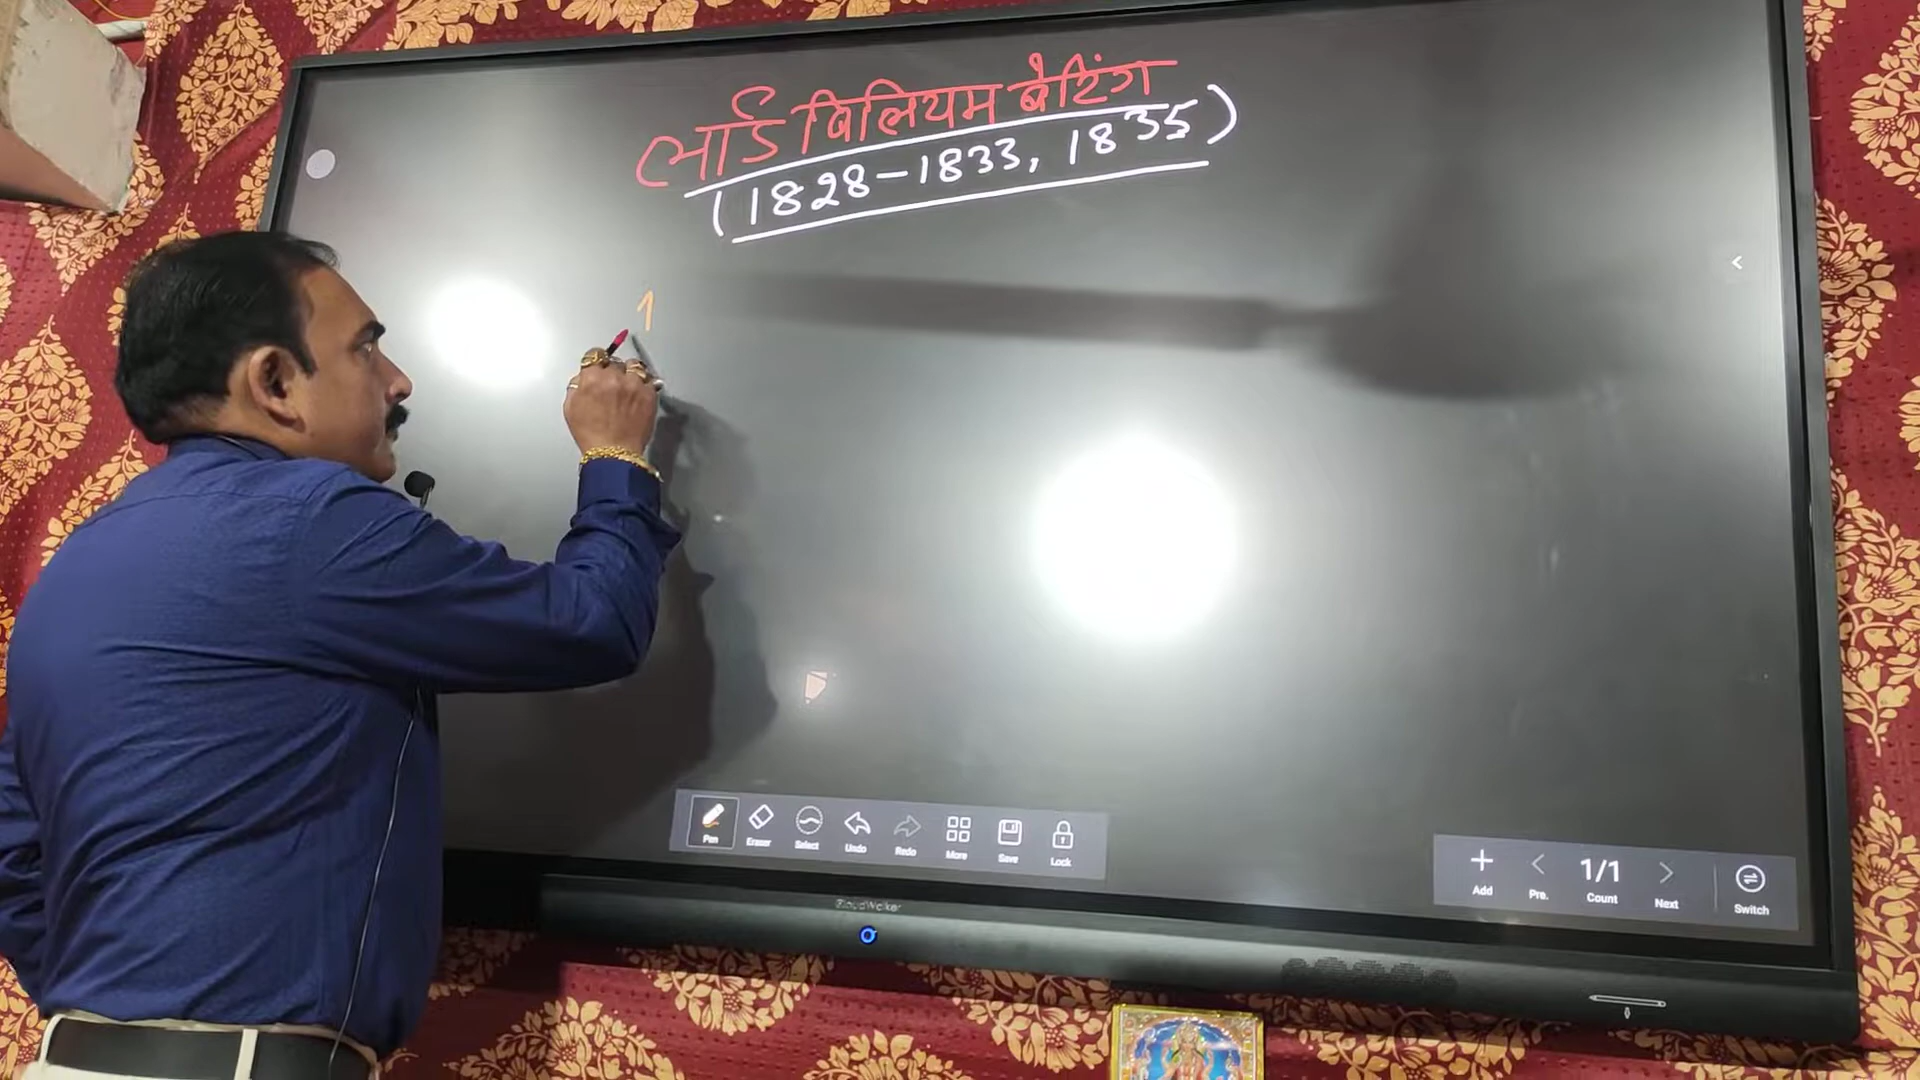 लार्ड बिलियम बेटिंग
(1828-1833, 1835)
1
<
Pen
Eraser
Select
Undo
Redo
More
Save
Lock
Add
Pre.
1/1
Count
Next
Switch
CloudWalker